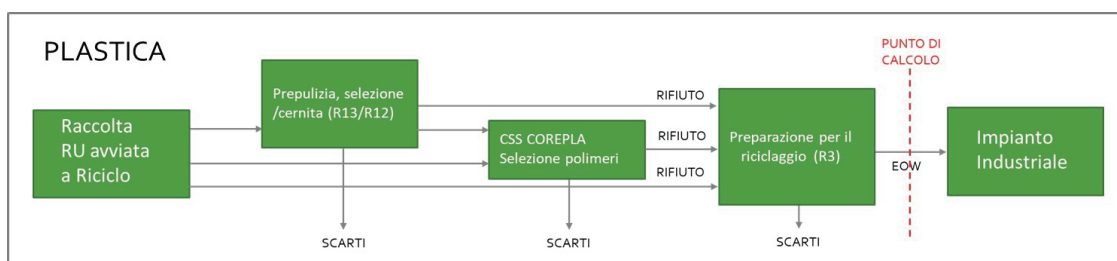 PLASTICA
PUNTO DI
CALCOLO
Prepulizia, selezione
/cernita (R13/R12)
RIFIUTO
Raccolta
RU avviata
a Riciclo
CSS COREPLA
Selezione polimeri
RIFIUTO
Preparazione per il
riciclaggio (R3)
Impianto
Industriale
EOW
RIFIUTO
SCARTI
SCARTI
SCARTI